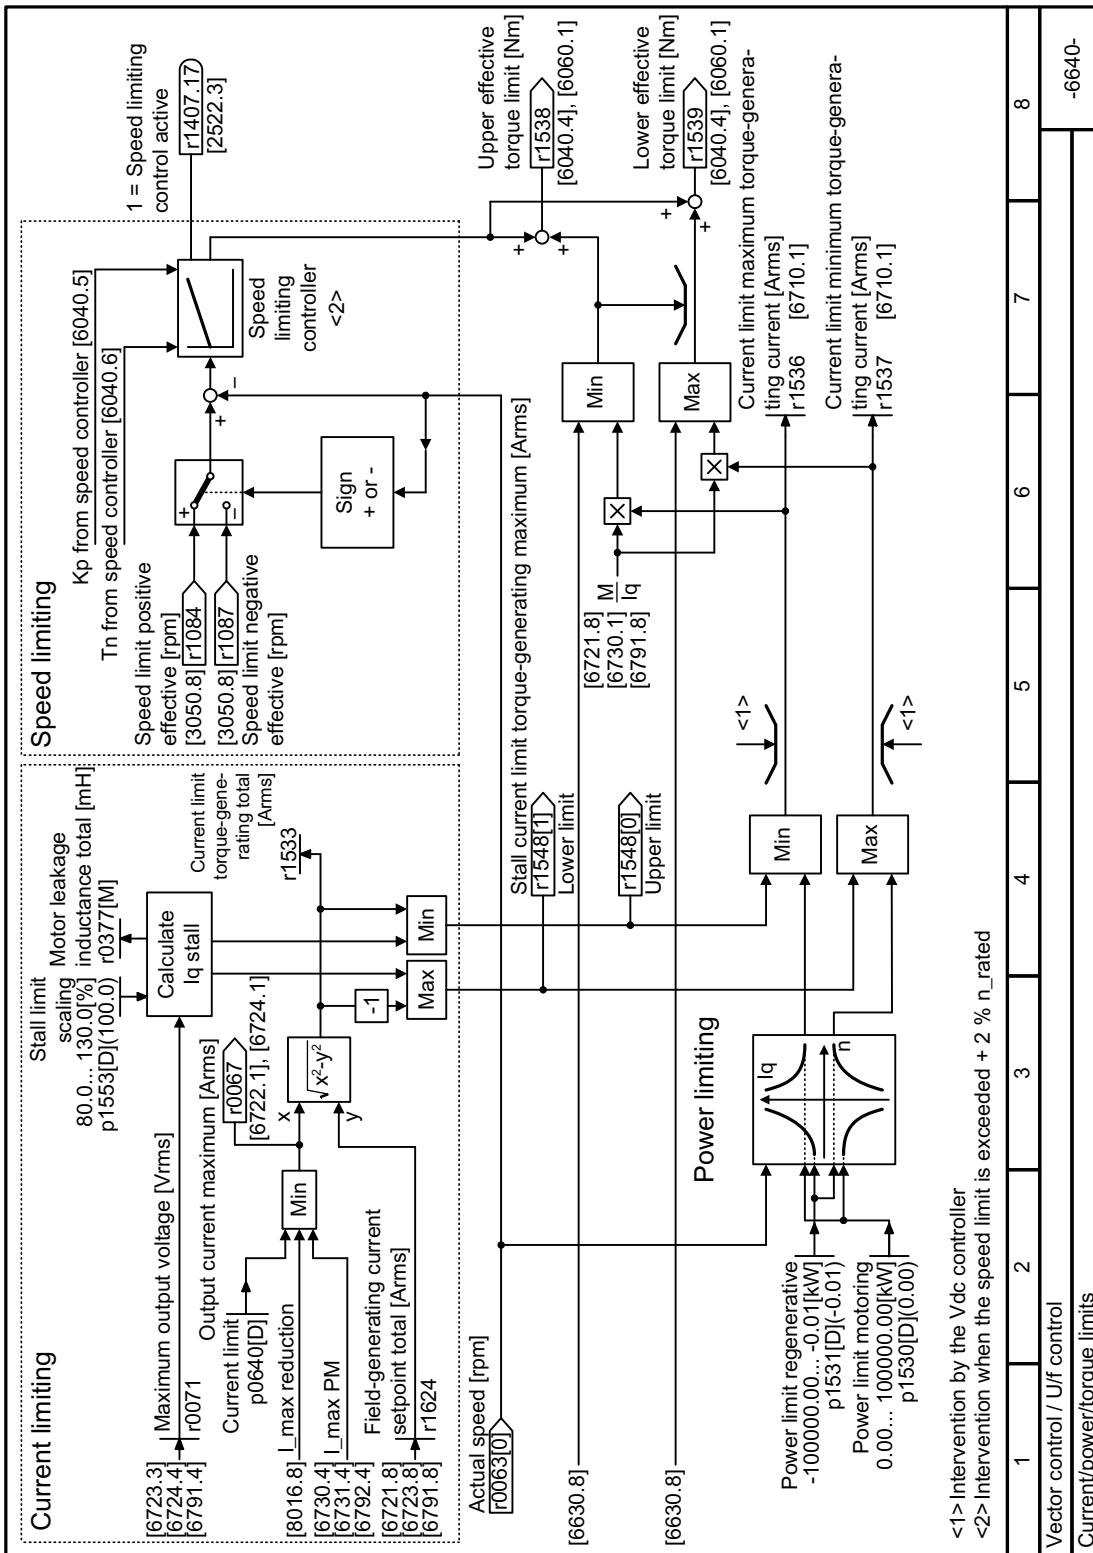 Current limiting
[6723.3]
[6724.4]
[6791.4]
Maximum output voltage [Vrms]
r0071
Stall limit
scaling
80.0... 130.0[%]
p1553[D](100.0)
Motor leakage
inductance total [mH]
r0377[M]
Calculate
Iq stall
Output current maximum [Arms]
r0067
[6722.1], [6724.1]
Current limit
p0640[D]
[8016.8]
I_max reduction
[6730.4]
[6731.4]
[6792.4]
I_max PM
Min
x
y
√x²-y²
Field-generating current
setpoint total [Arms]
r1624
[6721.8]
[6723.8]
[6791.8]
Current limit
torque-gene-
rating total
[Arms]
r1533
-1
Max
Min
Speed limiting
Kp from speed controller [6040.5]
Tn from speed controller [6040.6]
Speed limit positive
effective [rpm]
[3050.8] r1084
[3050.8] r1087
Speed limit negative
effective [rpm]
+
–
Sign
+ or -
+
–
Speed
limiting
controller
<2>
1 = Speed limiting
control active
r1407.17
[2522.3]
Actual speed [rpm]
r0063[0]
Stall current limit torque-generating maximum [Arms]
r1548[1]
Lower limit
r1548[0]
Upper limit
[6630.8]
[6630.8]
[6721.8]
[6730.1]
[6791.8]
M
Iq
×
×
Min
Max
+
+
+
+
Upper effective
torque limit [Nm]
r1538
[6040.4], [6060.1]
Lower effective
torque limit [Nm]
r1539
[6040.4], [6060.1]
Current limit maximum torque-genera-
ting current [Arms]
r1536 [6710.1]
Current limit minimum torque-genera-
ting current [Arms]
r1537 [6710.1]
Power limiting
Iq
n
Min
Max
<1>
<1>
Power limit regenerative
-100000.00... -0.01[kW]
p1531[D](-0.01)
Power limit motoring
0.00... 100000.00[kW]
p1530[D](0.00)
<1> Intervention by the Vdc controller
<2> Intervention when the speed limit is exceeded + 2 % n_rated
1 2 3 4 5 6 7 8
Vector control / U/f control
Current/power/torque limits
-6640-